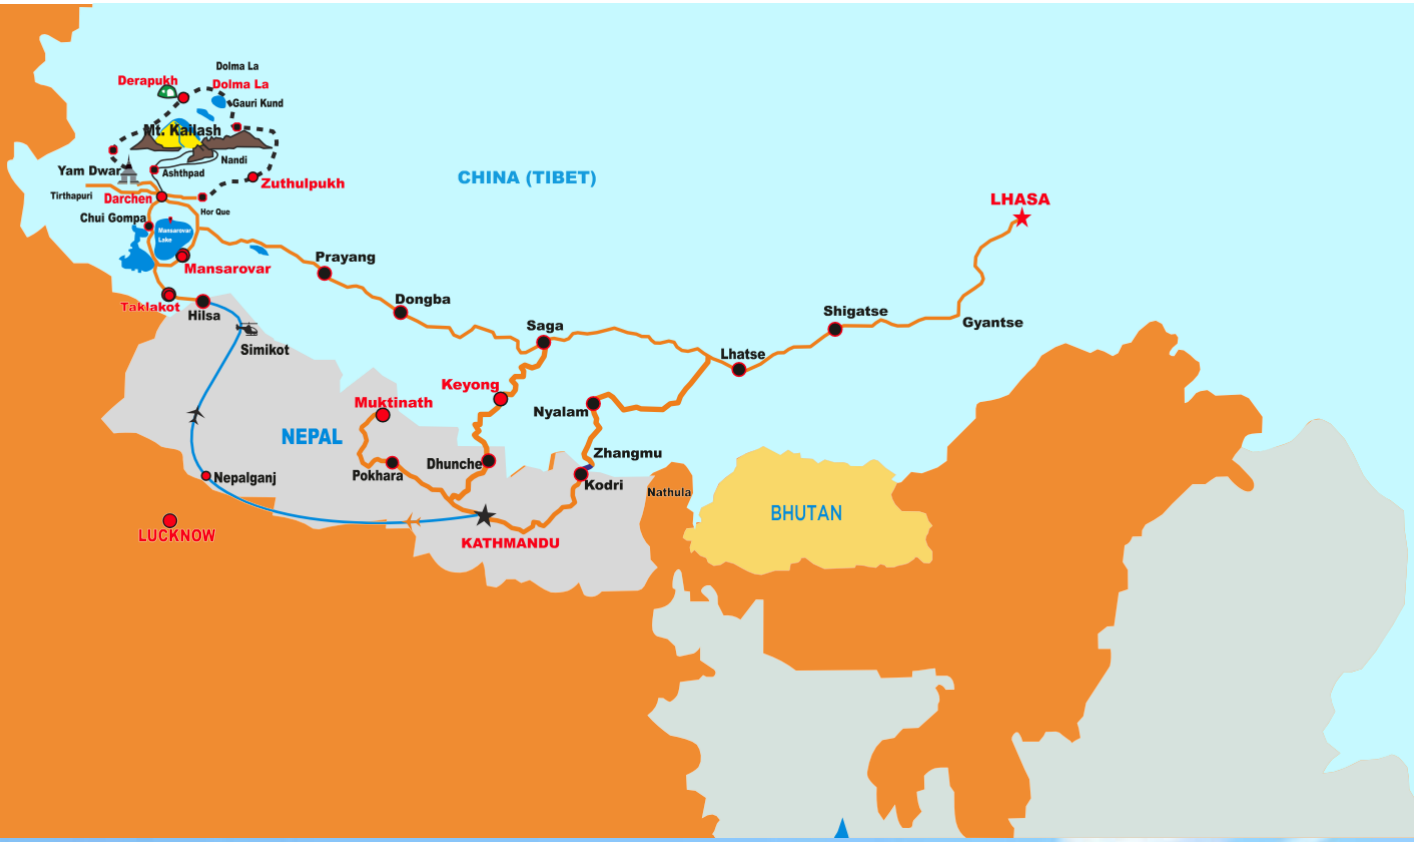 Dolma La
Derapukh
Dolma La
Gauri Kund
Mt. Kailash
Nandi
Yam Dwar
Ashthpad
Zuthulpukh
Tirthapuri
Darchen
Hor Que
Chui Gompa
Mansarovar
Lake
Mansarovar
Taklakot
Hilsa
Simikot
CHINA (TIBET)
LHASA
Prayang
Dongba
Saga
Shigatse
Gyantse
Lhatse
Keyong
Muktinath
Nyalam
NEPAL
Zhangmu
Dhunche
Pokhara
Nepalganj
Kodri
Nathula
BHUTAN
LUCKNOW
KATHMANDU